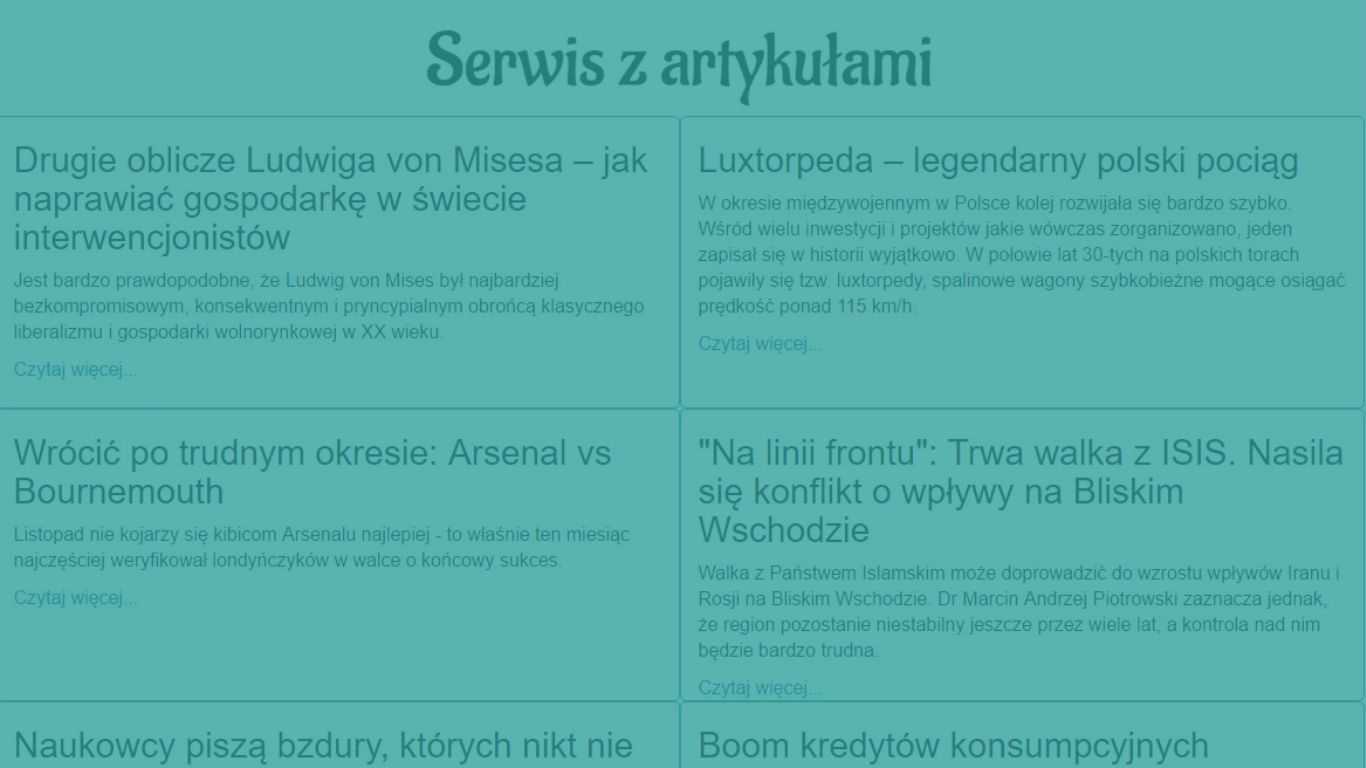 Serwis z artykułami
Drugie oblicze Ludwiga von Misesa – jak
naprawiać gospodarkę w świecie
interwencjonistów
Jest bardzo prawdopodobne, że Ludwig von Mises był najbardziej
bezkompromisowym, konsekwentnym i pryncypialnym obrońcą klasycznego
liberalizmu i gospodarki wolnorynkowej w XX wieku.
Czytaj więcej...
Luxtorpeda – legendarny polski pociąg
W okresie międzywojennym w Polsce kolej rozwijała się bardzo szybko.
Wśród wielu inwestycji i projektów jakie wówczas zorganizowano, jeden
zapisał się w historii wyjątkowo. W połowie lat 30-tych na polskich torach
pojawiły się tzw. luxtorpedy, spalinowe wagony szybkobieżne mogące osiągać
prędkość ponad 115 km/h.
Czytaj więcej...
Wrócić po trudnym okresie: Arsenal vs
Bournemouth
Listopad nie kojarzy się kibicom Arsenalu najlepiej - to właśnie ten miesiąc
najczęściej weryfikował londyńczyków w walce o końcowy sukces.
Czytaj więcej...
"Na linii frontu": Trwa walka z ISIS. Nasila
się konflikt o wpływy na Bliskim
Wschodzie
Walka z Państwem Islamskim może doprowadzić do wzrostu wpływów Iranu i
Rosji na Bliskim Wschodzie. Dr Marcin Andrzej Piotrowski zaznacza jednak,
że region pozostanie niestabilny jeszcze przez wiele lat, a kontrola nad nim
będzie bardzo trudna.
Czytaj więcej...
Naukowcy piszą bzdury, których nikt nie
Boom kredytów konsumpcyjnych